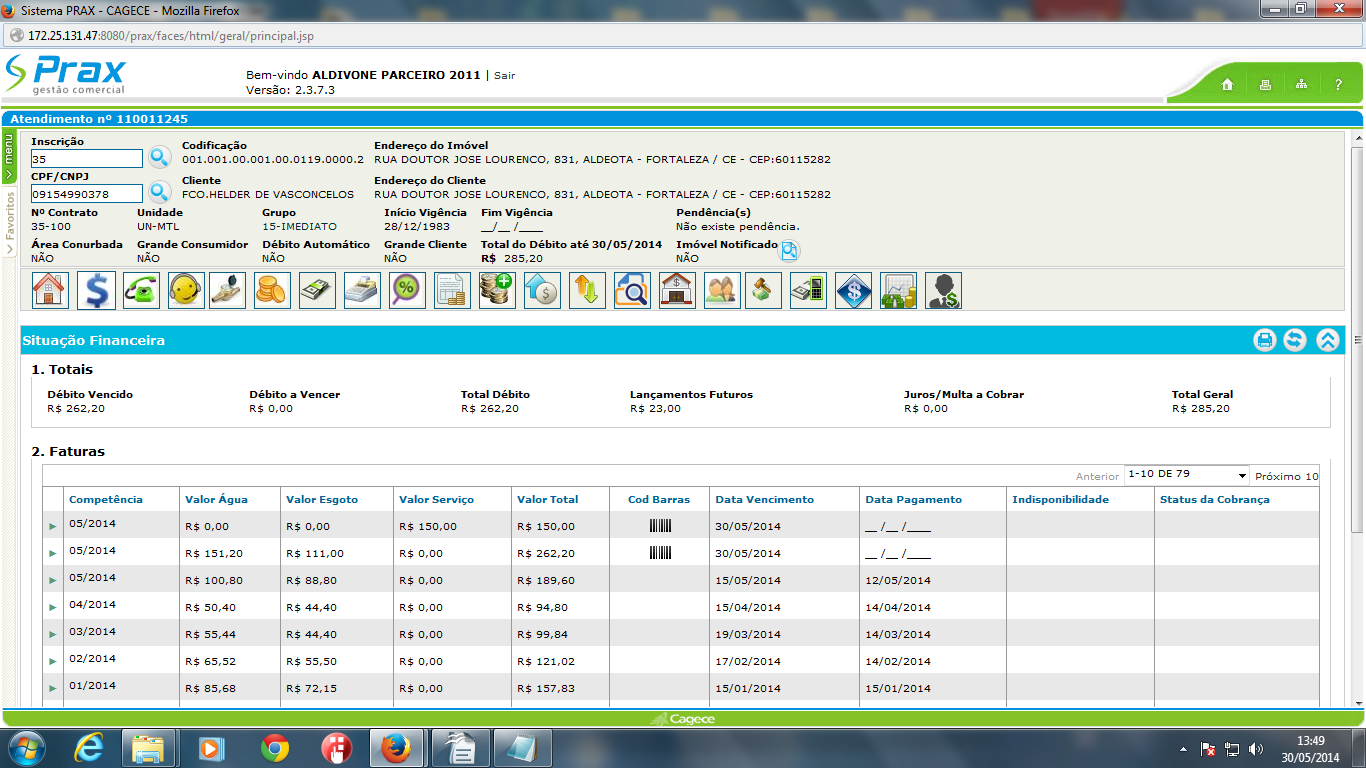 Sistema PRAX - CAGECE - Mozilla Firefox
172.25.131.47:8080/prax/faces/html/geral/principal.jsp
Prax
gestão comercial
Bem-vindo ALDIVONE PARCEIRO 2011 | Sair
Versão: 2.3.7.3
?
Atendimento nº 110011245
menu
Favoritos
Inscrição Codificação Endereço do Imóvel
35 001.001.00.001.00.0119.0000.2 RUA DOUTOR JOSE LOURENCO, 831, ALDEOTA - FORTALEZA / CE - CEP:60115282
CPF/CNPJ Cliente Endereço do Cliente
09154990378 FCO.HELDER DE VASCONCELOS RUA DOUTOR JOSE LOURENCO, 831, ALDEOTA - FORTALEZA / CE - CEP:60115282
Nº Contrato Unidade Grupo Início Vigência Fim Vigência Pendência(s)
35-100 UN-MTL 15-IMEDIATO 28/12/1983 __/__ /____ Não existe pendência.
Área Conurbada Grande Consumidor Débito Automático Grande Cliente Total do Débito até 30/05/2014 Imóvel Notificado
NÃO NÃO NÃO NÃO R$ 285,20 NÃO
Situação Financeira
1. Totais
Débito Vencido Débito a Vencer Total Débito Lançamentos Futuros Juros/Multa a Cobrar Total Geral
R$ 262,20 R$ 0,00 R$ 262,20 R$ 23,00 R$ 0,00 R$ 285,20
2. Faturas
Anterior 1-10 DE 79 Próximo 10
Competência Valor Água Valor Esgoto Valor Serviço Valor Total Cod Barras Data Vencimento Data Pagamento Indisponibilidade Status da Cobrança
05/2014 R$ 0,00 R$ 0,00 R$ 150,00 R$ 150,00 30/05/2014 __ /__ /____
05/2014 R$ 151,20 R$ 111,00 R$ 0,00 R$ 262,20 30/05/2014 __ /__ /____
05/2014 R$ 100,80 R$ 88,80 R$ 0,00 R$ 189,60 15/05/2014 12/05/2014
04/2014 R$ 50,40 R$ 44,40 R$ 0,00 R$ 94,80 15/04/2014 14/04/2014
03/2014 R$ 55,44 R$ 44,40 R$ 0,00 R$ 99,84 19/03/2014 14/03/2014
02/2014 R$ 65,52 R$ 55,50 R$ 0,00 R$ 121,02 17/02/2014 14/02/2014
01/2014 R$ 85,68 R$ 72,15 R$ 0,00 R$ 157,83 15/01/2014 15/01/2014
Cagece
13:49
30/05/2014